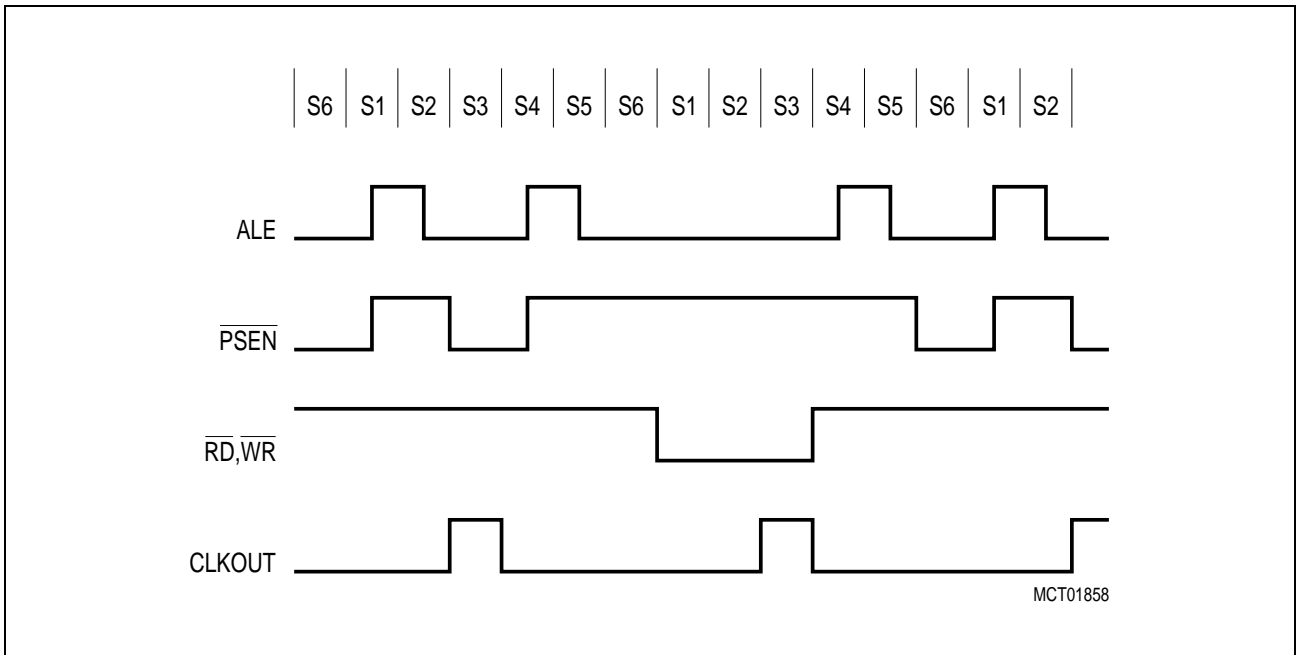 S6 S1 S2 S3 S4 S5 S6 S1 S2 S3 S4 S5 S6 S1 S2
ALE
PSEN
RD,WR
CLKOUT
MCT01858